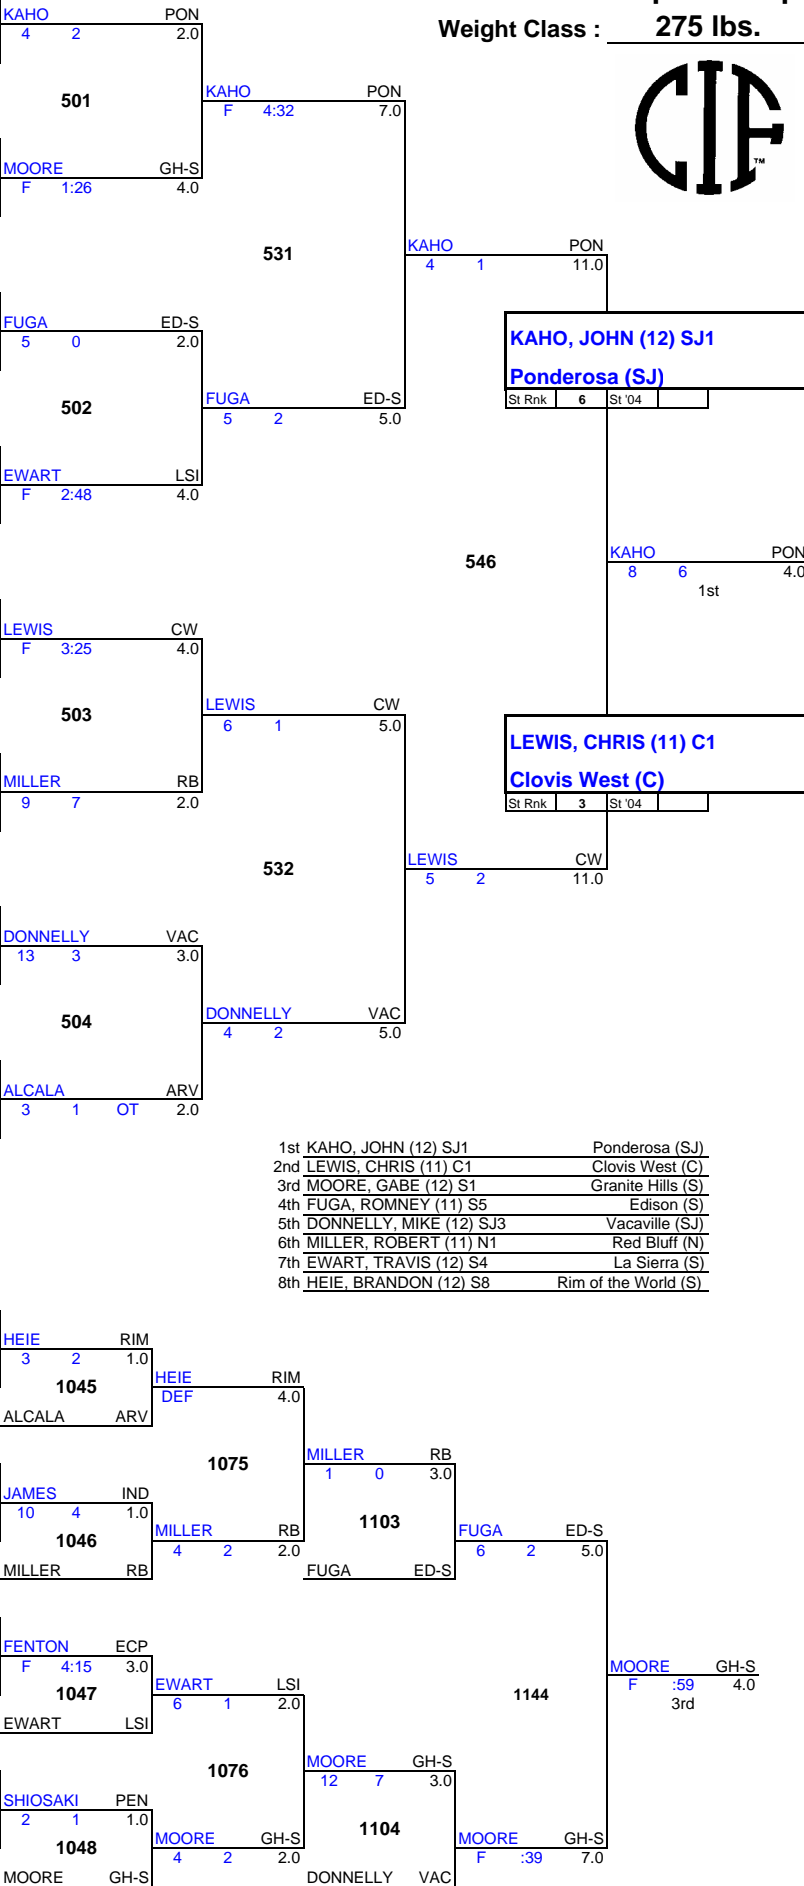 Weight Class : 275 lbs.
CIF™
KAHO PON
4 2 2.0
501
KAHO PON
F 4:32 7.0
MOORE GH-S
F 1:26 4.0
531
KAHO PON
4 1 11.0
FUGA ED-S
5 0 2.0
KAHO, JOHN (12) SJ1
Ponderosa (SJ)
St Rnk 6 St '04
502
FUGA ED-S
5 2 5.0
EWART LSI
F 2:48 4.0
546
KAHO PON
8 6 4.0
1st
LEWIS CW
F 3:25 4.0
503
LEWIS CW
6 1 5.0
LEWIS, CHRIS (11) C1
Clovis West (C)
St Rnk 3 St '04
MILLER RB
9 7 2.0
532
LEWIS CW
5 2 11.0
DONNELLY VAC
13 3 3.0
504
DONNELLY VAC
4 2 5.0
ALCALA ARV
3 1 OT 2.0
1st KAHO, JOHN (12) SJ1 Ponderosa (SJ)
2nd LEWIS, CHRIS (11) C1 Clovis West (C)
3rd MOORE, GABE (12) S1 Granite Hills (S)
4th FUGA, ROMNEY (11) S5 Edison (S)
5th DONNELLY, MIKE (12) SJ3 Vacaville (SJ)
6th MILLER, ROBERT (11) N1 Red Bluff (N)
7th EWART, TRAVIS (12) S4 La Sierra (S)
8th HEIE, BRANDON (12) S8 Rim of the World (S)
HEIE RIM
3 2 1.0
1045
HEIE RIM
DEF 4.0
ALCALA ARV
1075
MILLER RB
1 0 3.0
JAMES IND
10 4 1.0
1046
MILLER RB
4 2 2.0
1103
FUGA ED-S
6 2 5.0
MILLER RB
FUGA ED-S
FENTON ECP
F 4:15 3.0
1047
EWART LSI
6 1 2.0
1144
MOORE GH-S
F :59 4.0
3rd
EWART LSI
1076
MOORE GH-S
12 7 3.0
SHIOSAKI PEN
2 1 1.0
1048
MOORE GH-S
4 2 2.0
1104
MOORE GH-S
F :39 7.0
MOORE GH-S
DONNELLY VAC